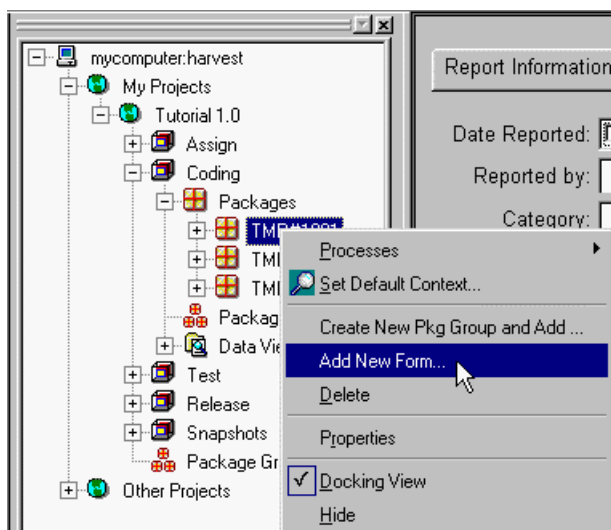 mycomputer:harvest
My Projects
Tutorial 1.0
Assign
Coding
Packages
Test
Release
Snapshots
Other Projects
Processes
Set Default Context...
Create New Pkg Group and Add ...
Add New Form...
Delete
Properties
Docking View
Hide
Report Information
Date Reported:
Reported by:
Category: